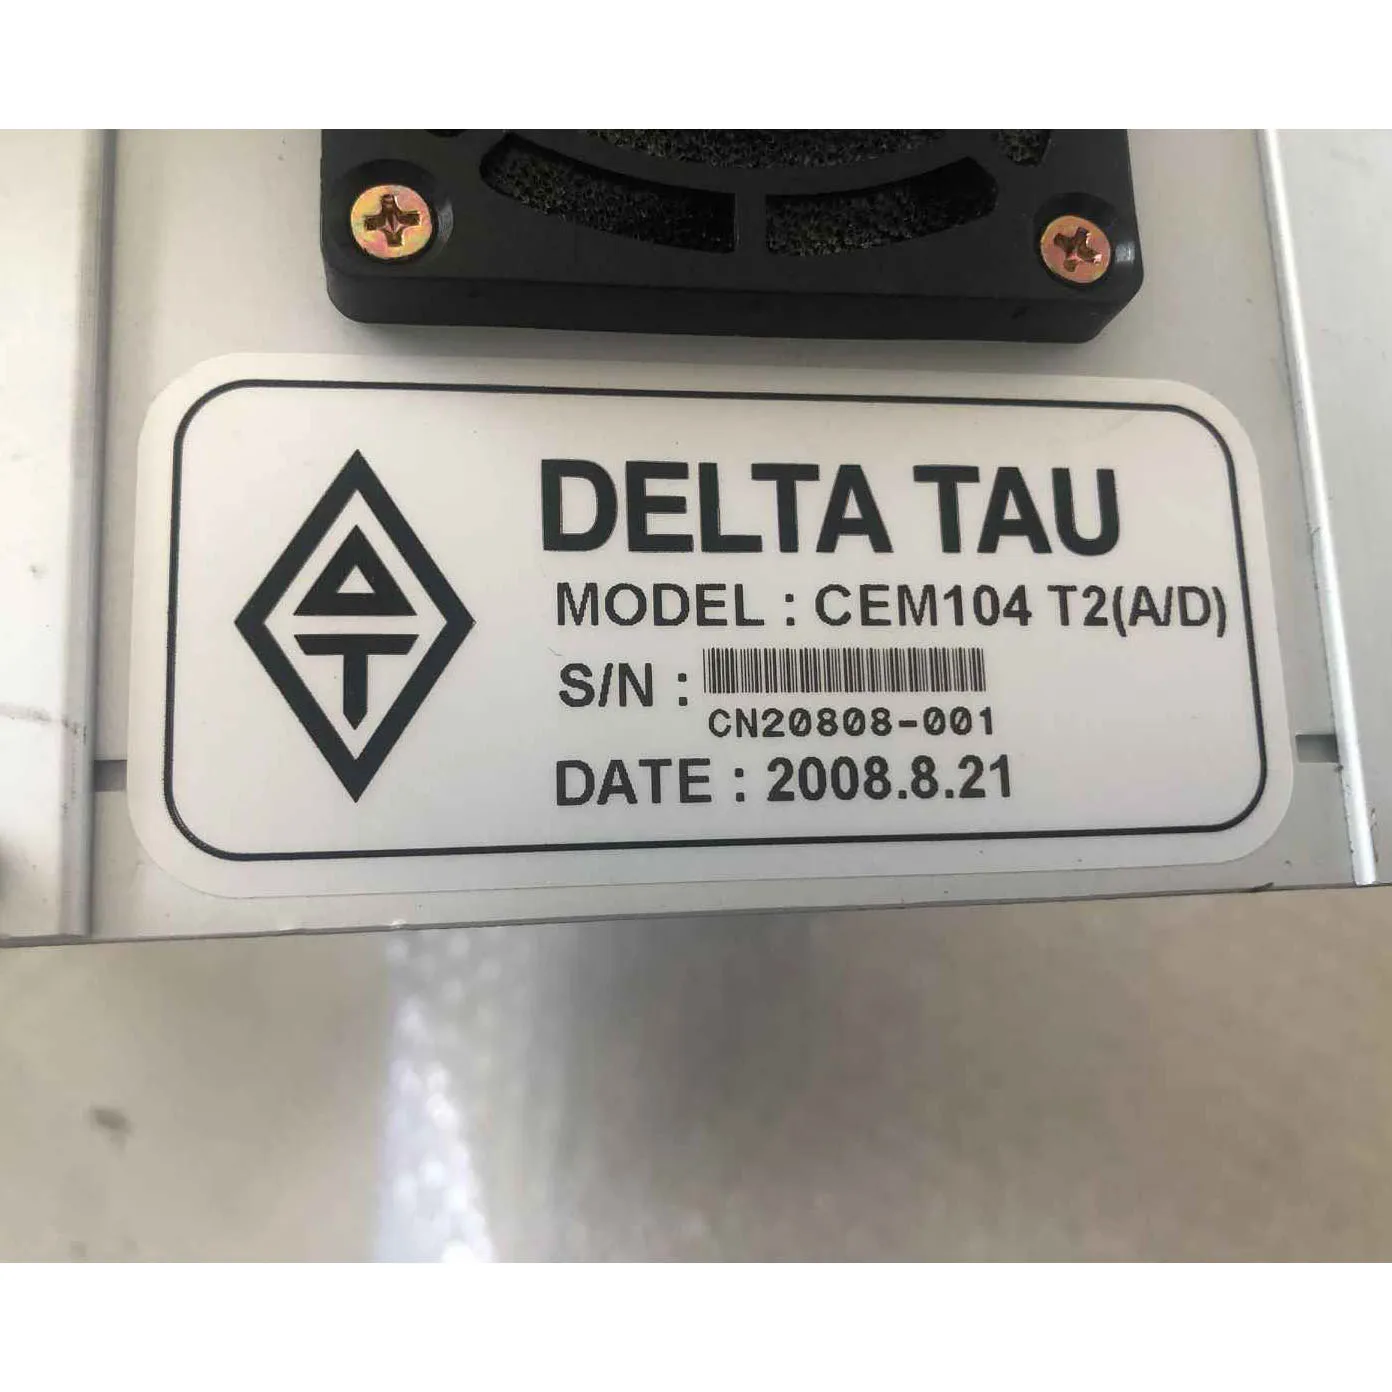 DELTA TAU
MODEL : CEM104 T2(A/D)
S/N :
CN20808-001
DATE : 2008.8.21